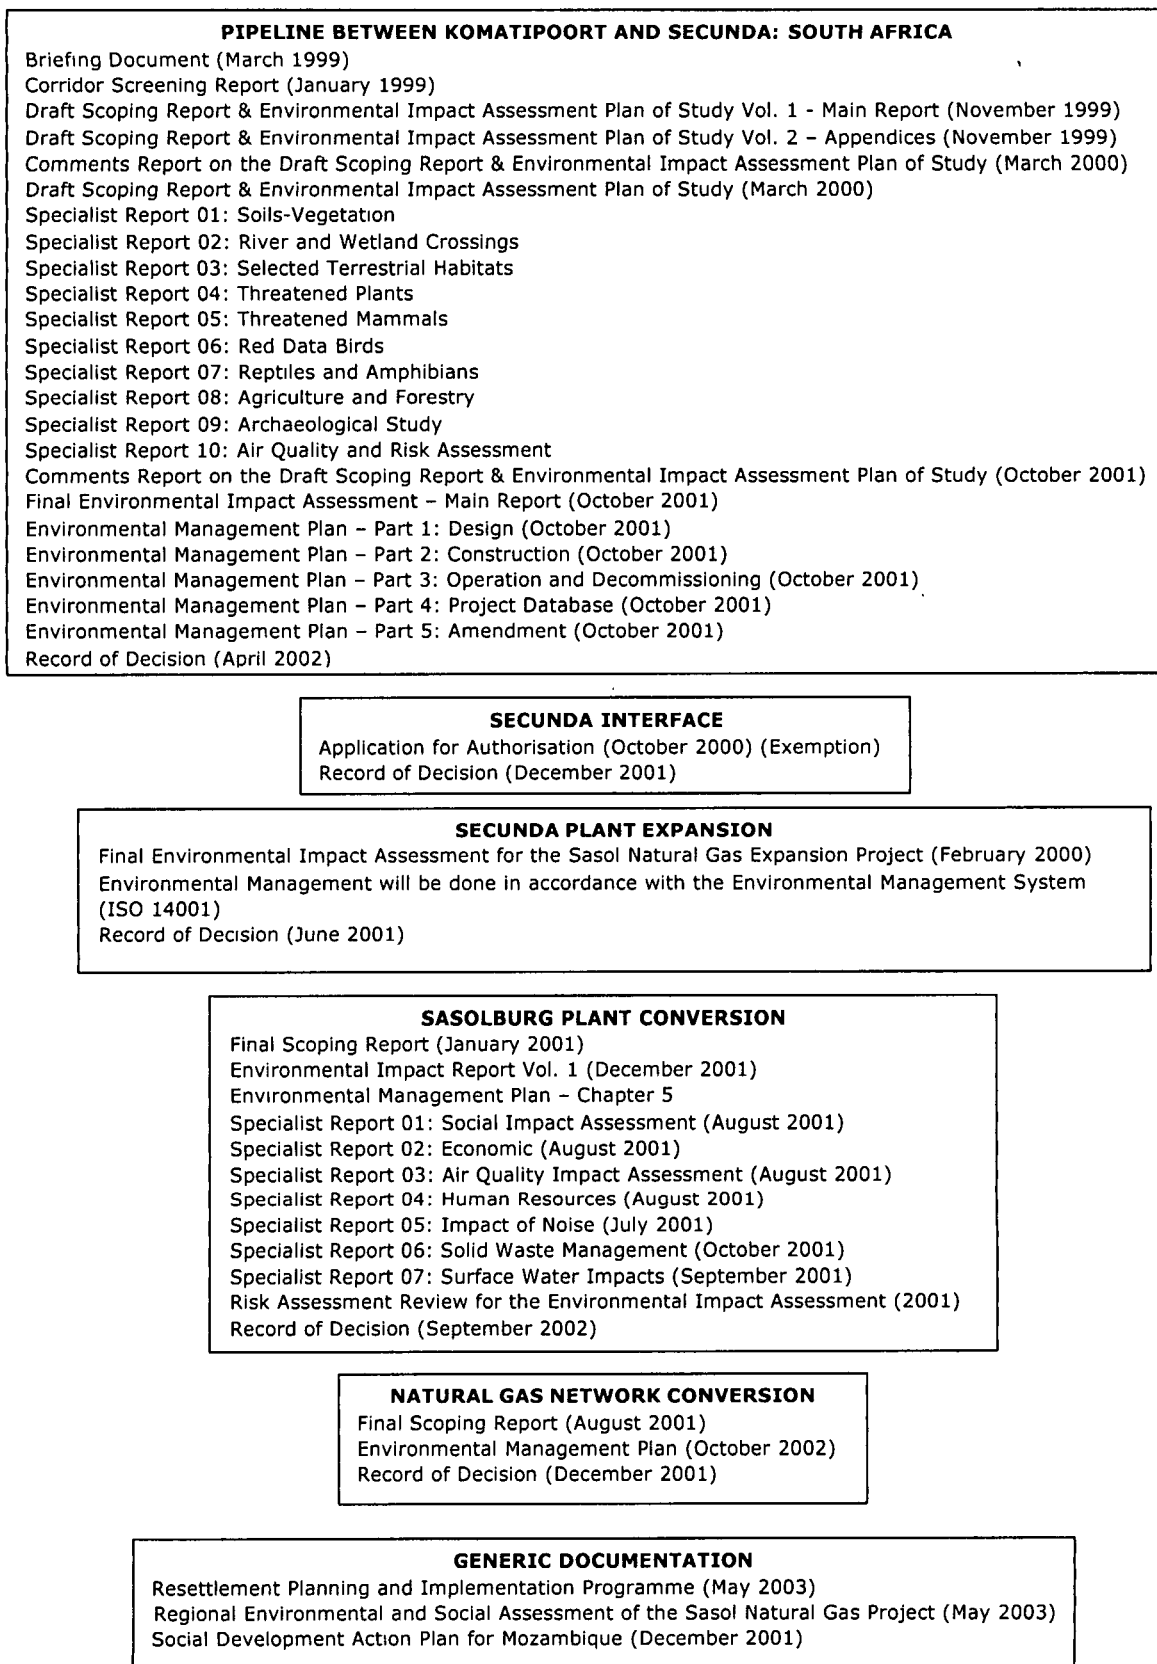 PIPELINE BETWEEN KOMATIPOORT AND SECUNDA: SOUTH AFRICA
Briefing Document (March 1999)
Corridor Screening Report (January 1999)
Draft Scoping Report & Environmental Impact Assessment Plan of Study Vol. 1 - Main Report (November 1999)
Draft Scoping Report & Environmental Impact Assessment Plan of Study Vol. 2 – Appendices (November 1999)
Comments Report on the Draft Scoping Report & Environmental Impact Assessment Plan of Study (March 2000)
Draft Scoping Report & Environmental Impact Assessment Plan of Study (March 2000)
Specialist Report 01: Soils-Vegetation
Specialist Report 02: River and Wetland Crossings
Specialist Report 03: Selected Terrestrial Habitats
Specialist Report 04: Threatened Plants
Specialist Report 05: Threatened Mammals
Specialist Report 06: Red Data Birds
Specialist Report 07: Reptiles and Amphibians
Specialist Report 08: Agriculture and Forestry
Specialist Report 09: Archaeological Study
Specialist Report 10: Air Quality and Risk Assessment
Comments Report on the Draft Scoping Report & Environmental Impact Assessment Plan of Study (October 2001)
Final Environmental Impact Assessment – Main Report (October 2001)
Environmental Management Plan – Part 1: Design (October 2001)
Environmental Management Plan – Part 2: Construction (October 2001)
Environmental Management Plan – Part 3: Operation and Decommissioning (October 2001)
Environmental Management Plan – Part 4: Project Database (October 2001)
Environmental Management Plan – Part 5: Amendment (October 2001)
Record of Decision (April 2002)
SECUNDA INTERFACE
Application for Authorisation (October 2000) (Exemption)
Record of Decision (December 2001)
SECUNDA PLANT EXPANSION
Final Environmental Impact Assessment for the Sasol Natural Gas Expansion Project (February 2000)
Environmental Management will be done in accordance with the Environmental Management System
(ISO 14001)
Record of Decision (June 2001)
SASOLBURG PLANT CONVERSION
Final Scoping Report (January 2001)
Environmental Impact Report Vol. 1 (December 2001)
Environmental Management Plan – Chapter 5
Specialist Report 01: Social Impact Assessment (August 2001)
Specialist Report 02: Economic (August 2001)
Specialist Report 03: Air Quality Impact Assessment (August 2001)
Specialist Report 04: Human Resources (August 2001)
Specialist Report 05: Impact of Noise (July 2001)
Specialist Report 06: Solid Waste Management (October 2001)
Specialist Report 07: Surface Water Impacts (September 2001)
Risk Assessment Review for the Environmental Impact Assessment (2001)
Record of Decision (September 2002)
NATURAL GAS NETWORK CONVERSION
Final Scoping Report (August 2001)
Environmental Management Plan (October 2002)
Record of Decision (December 2001)
GENERIC DOCUMENTATION
Resettlement Planning and Implementation Programme (May 2003)
Regional Environmental and Social Assessment of the Sasol Natural Gas Project (May 2003)
Social Development Action Plan for Mozambique (December 2001)